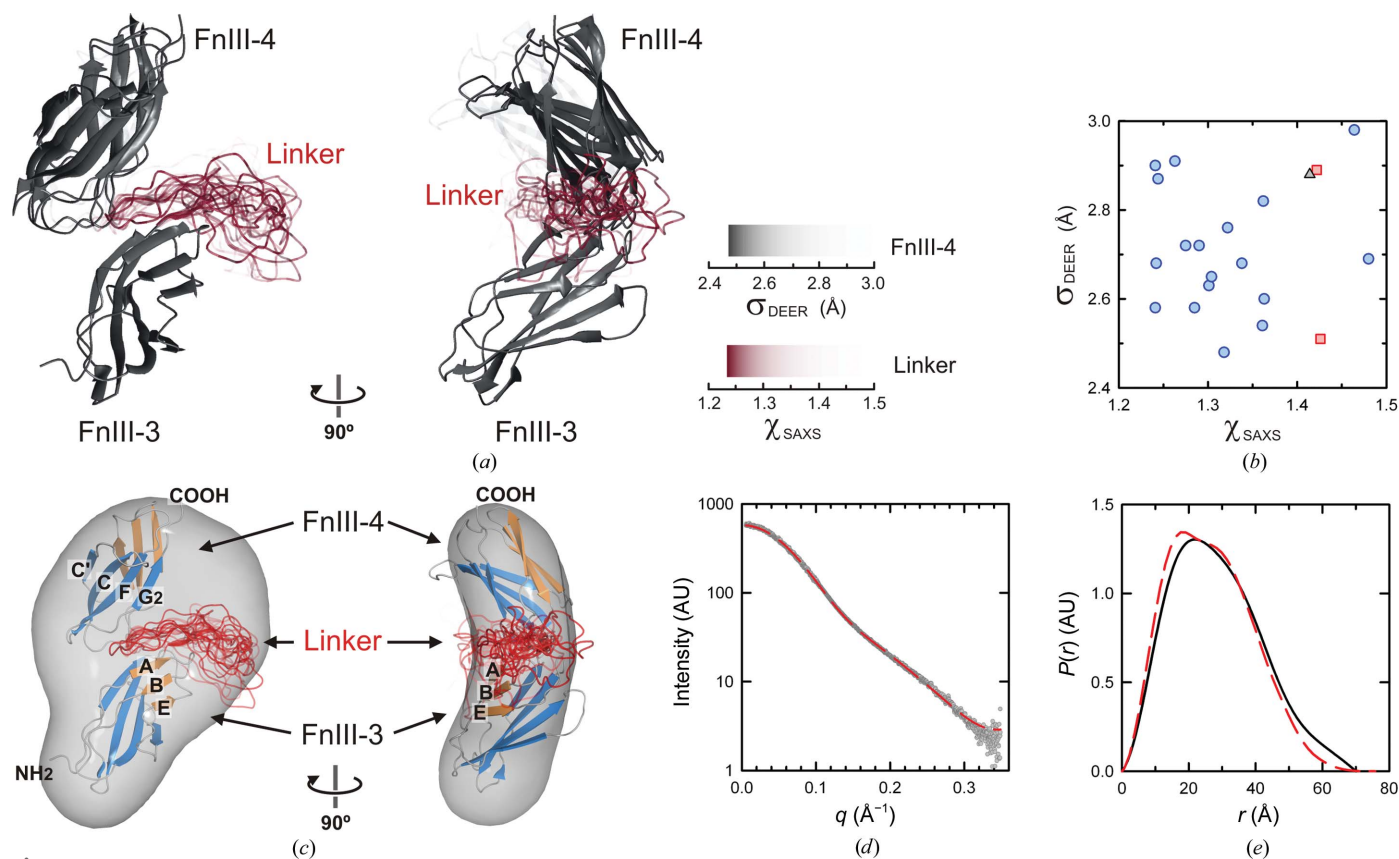 (a)
FnIII-4
Linker
FnIII-3
90º
FnIII-4
Linker
FnIII-3
FnIII-4
2.4 2.6 2.8 3.0
σDEER (Å)
Linker
1.2 1.3 1.4 1.5
χSAXS
(b)
3.0
2.8
2.6
2.4
σDEER (Å)
1.2 1.3 1.4 1.5
χSAXS
(c)
COOH
C'
C
F
G2
A
B
E
NH2
FnIII-4
Linker
FnIII-3
90º
COOH
A
B
E
(d)
1000
100
10
1
Intensity (AU)
0.0 0.1 0.2 0.3
q (Å⁻¹)
(e)
1.5
1.0
0.5
0.0
P(r) (AU)
0 20 40 60 80
r (Å)